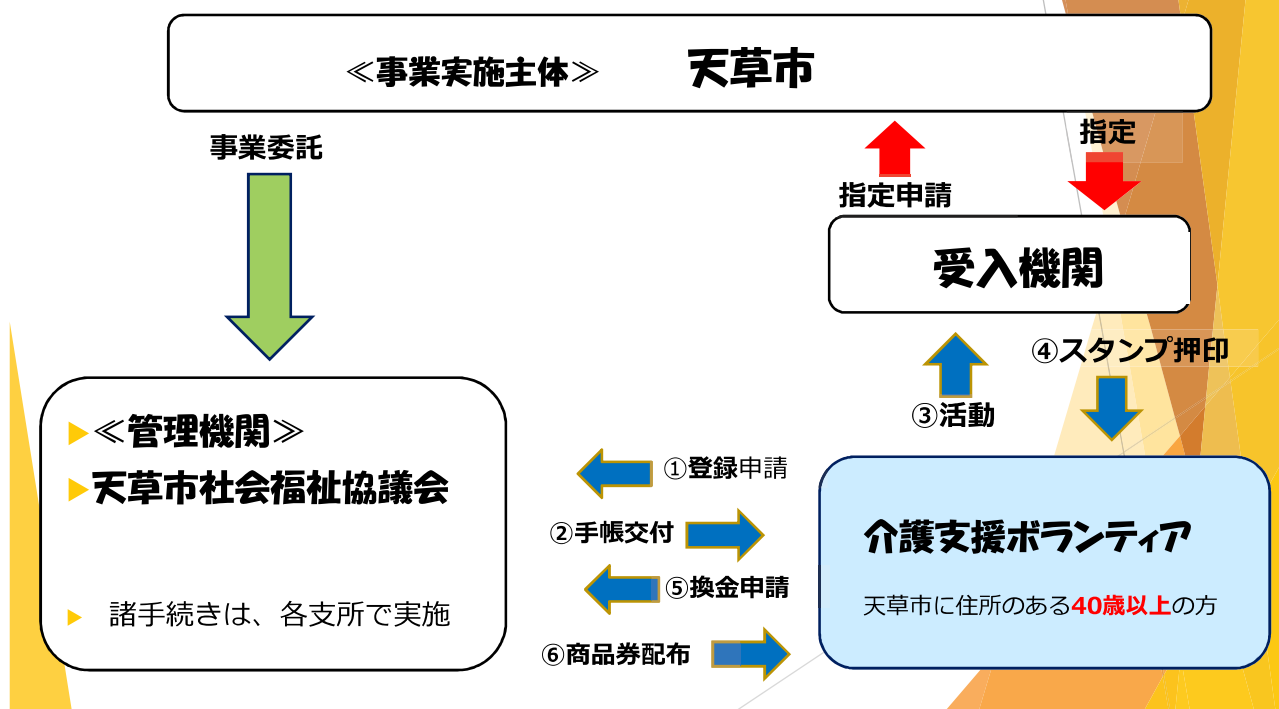 ≪事業実施主体≫ 天草市
事業委託
指定
指定申請
受入機関
④スタンプ押印
③活動
≪管理機関≫
天草市社会福祉協議会
諸手続きは、各支所で実施
①登録申請
②手帳交付
⑤換金申請
⑥商品券配布
介護支援ボランティア
天草市に住所のある40歳以上の方